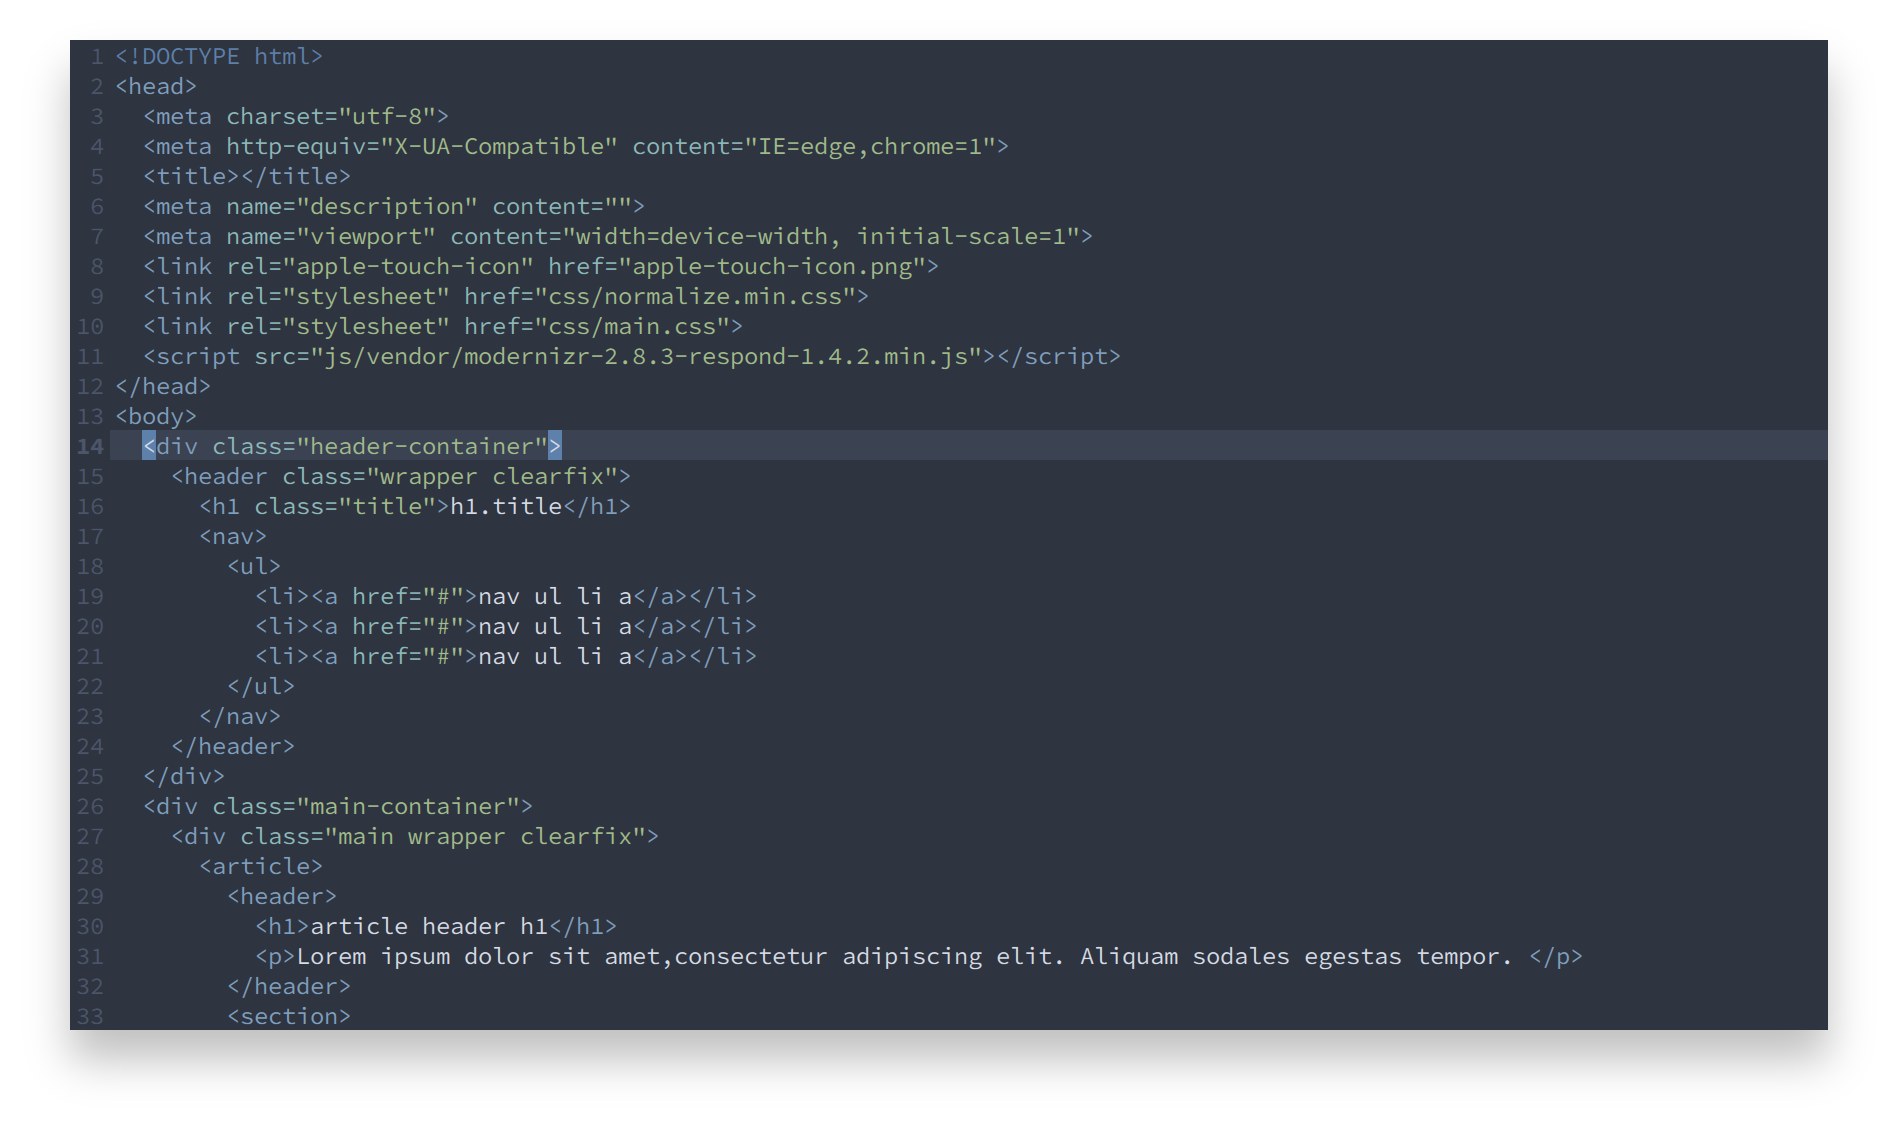 1 <!DOCTYPE html>
2 <head>
3   <meta charset="utf-8">
4   <meta http-equiv="X-UA-Compatible" content="IE=edge,chrome=1">
5   <title></title>
6   <meta name="description" content="">
7   <meta name="viewport" content="width=device-width, initial-scale=1">
8   <link rel="apple-touch-icon" href="apple-touch-icon.png">
9   <link rel="stylesheet" href="css/normalize.min.css">
10   <link rel="stylesheet" href="css/main.css">
11   <script src="js/vendor/modernizr-2.8.3-respond-1.4.2.min.js"></script>
12 </head>
13 <body>
14   <div class="header-container">
15     <header class="wrapper clearfix">
16       <h1 class="title">h1.title</h1>
17       <nav>
18         <ul>
19           <li><a href="#">nav ul li a</a></li>
20           <li><a href="#">nav ul li a</a></li>
21           <li><a href="#">nav ul li a</a></li>
22         </ul>
23       </nav>
24     </header>
25   </div>
26   <div class="main-container">
27     <div class="main wrapper clearfix">
28       <article>
29         <header>
30           <h1>article header h1</h1>
31           <p>Lorem ipsum dolor sit amet,consectetur adipiscing elit. Aliquam sodales egestas tempor. </p>
32         </header>
33         <section>